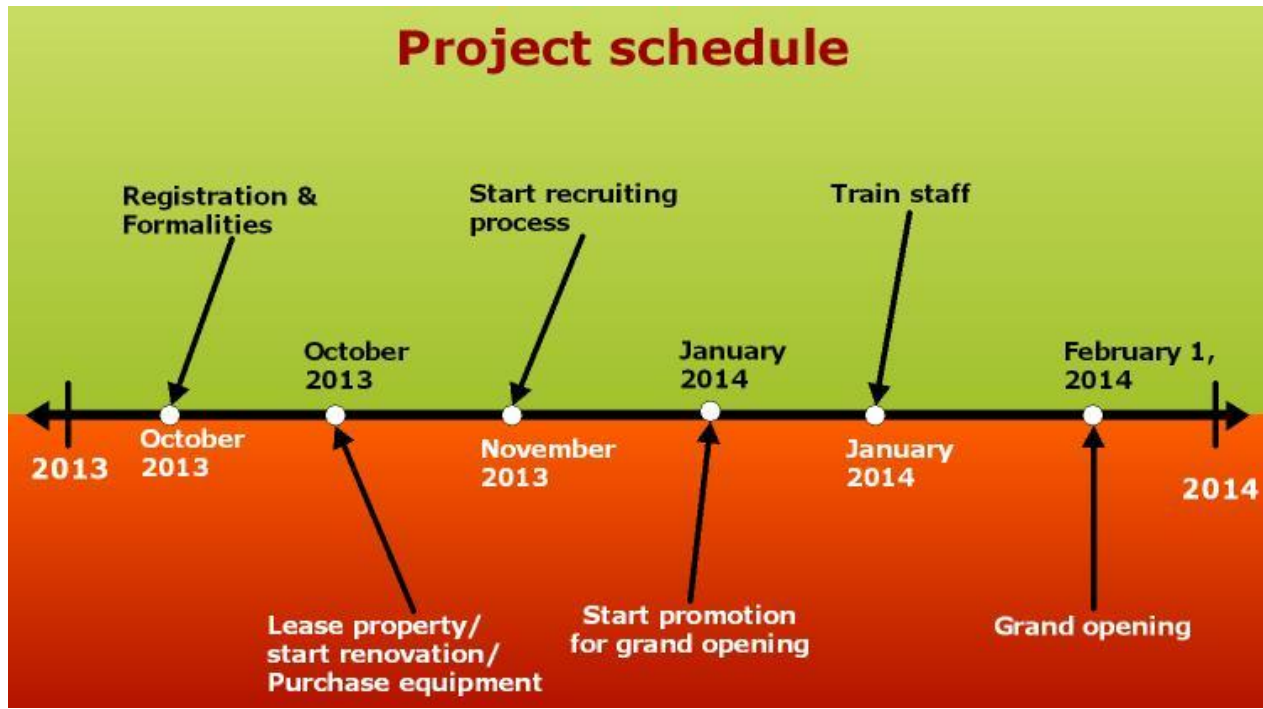 Project schedule
Registration &
Formalities
Start recruiting
process
Train staff
October
2013
January
2014
February 1,
2014
2013
October
2013
November
2013
January
2014
2014
Lease property/
start renovation/
Purchase equipment
Start promotion
for grand opening
Grand opening